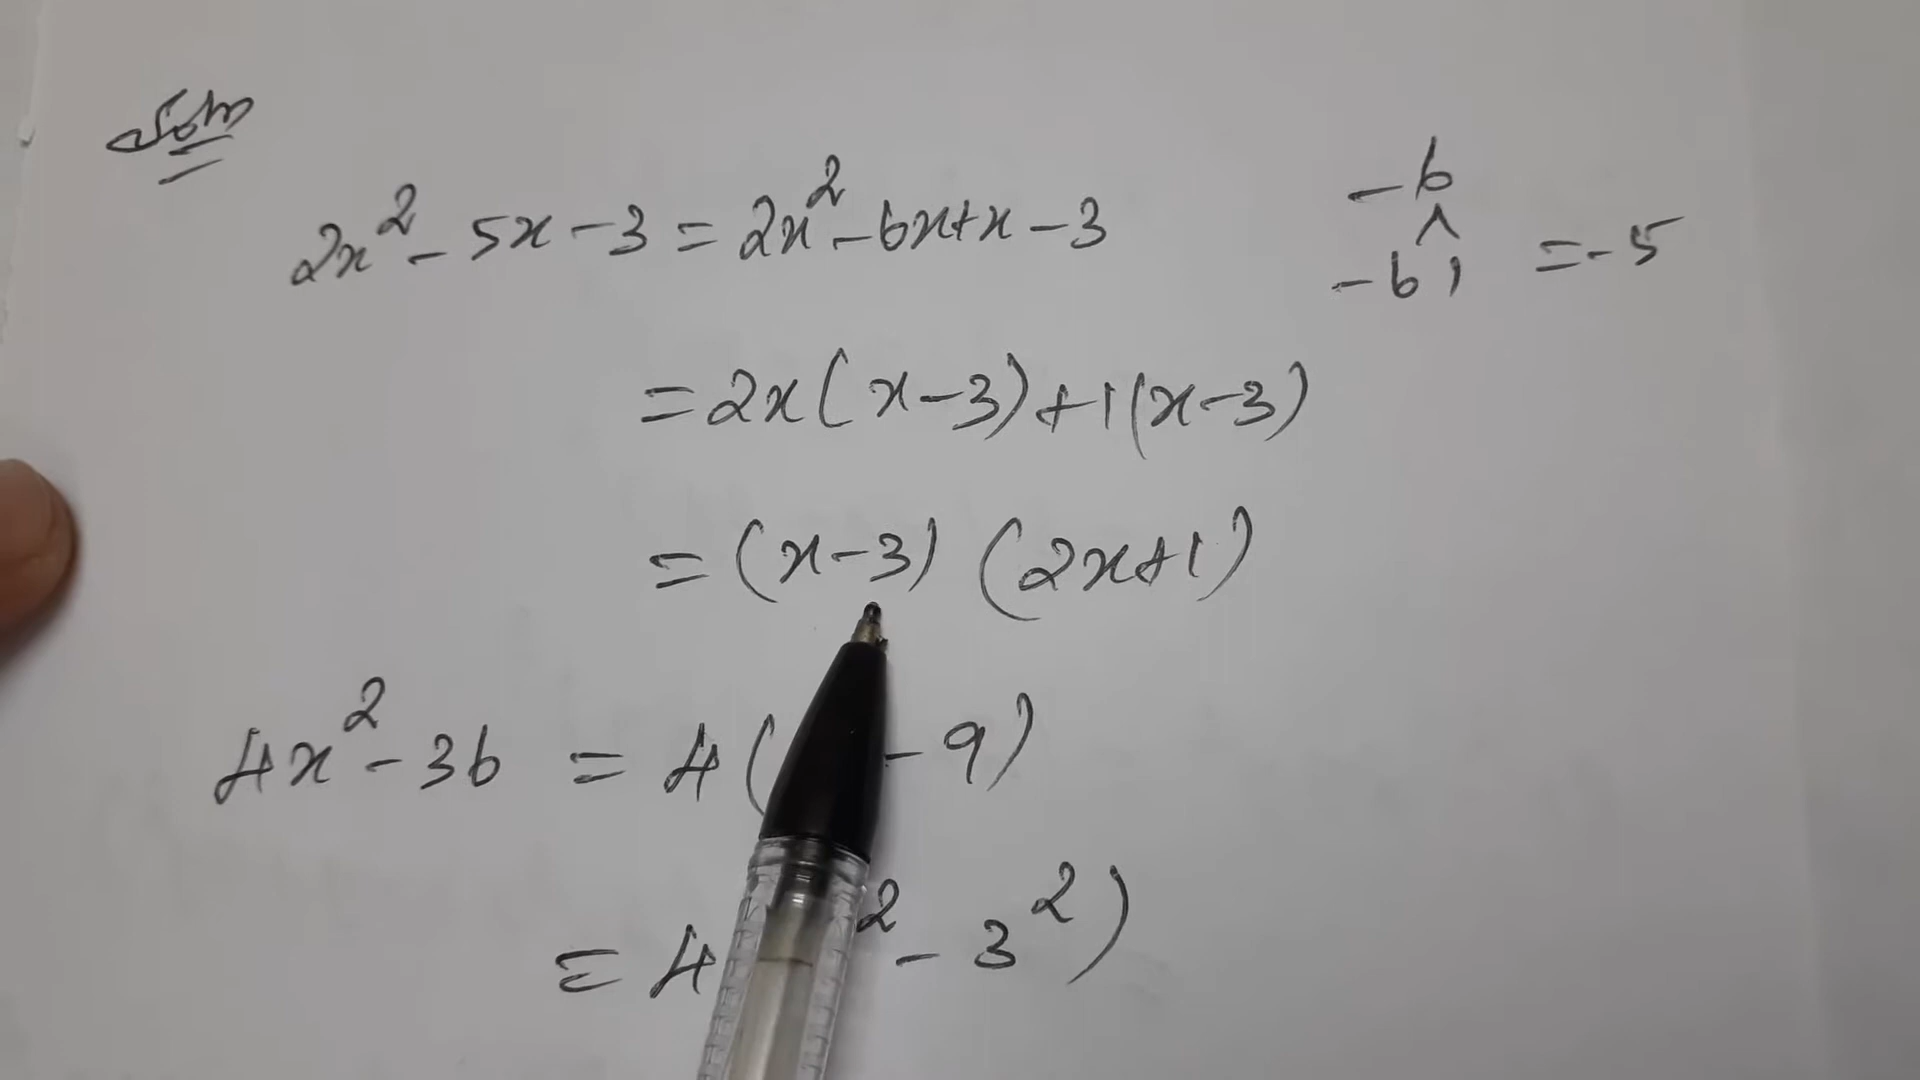 Soln
2x² - 5x - 3 = 2x² - 6x + x - 3
-6
∧
-6 1 = -5
= 2x(x - 3) + 1(x - 3)
= (x - 3) (2x + 1)
4x² - 36 = 4( - 9)
= 4 ² - 3²)